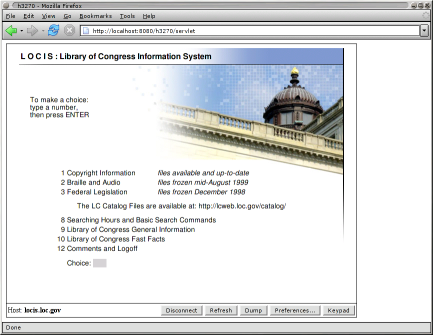 h3270 - Mozilla Firefox
File Edit View Go Bookmarks Tools Help
http://localhost:8080/h3270/servlet
L O C I S : Library of Congress Information System
To make a choice:
type a number,
then press ENTER
1 Copyright Information files available and up-to-date
2 Braille and Audio files frozen mid-August 1999
3 Federal Legislation files frozen December 1998
The LC Catalog Files are available at: http://lcweb.loc.gov/catalog/
8 Searching Hours and Basic Search Commands
9 Library of Congress General Information
10 Library of Congress Fast Facts
12 Comments and Logoff
Choice:
Host: locis.loc.gov Disconnect Refresh Dump Preferences... Keypad
Done